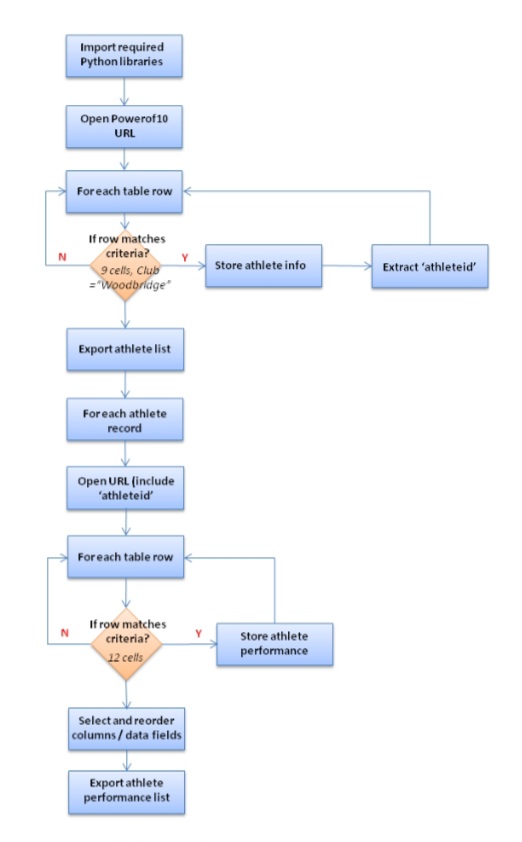 Import required
Python libraries
Open Powerof10
URL
For each table row
If row matches
criteria?
N
9 cells, Club
="Woodbridge"
Y
Store athlete info
Extract 'athleteid'
Export athlete list
For each athlete
record
Open URL (include
'athleteid'
For each table row
If row matches
criteria?
N
12 cells
Y
Store athlete
performance
Select and reorder
columns / data fields
Export athlete
performance list